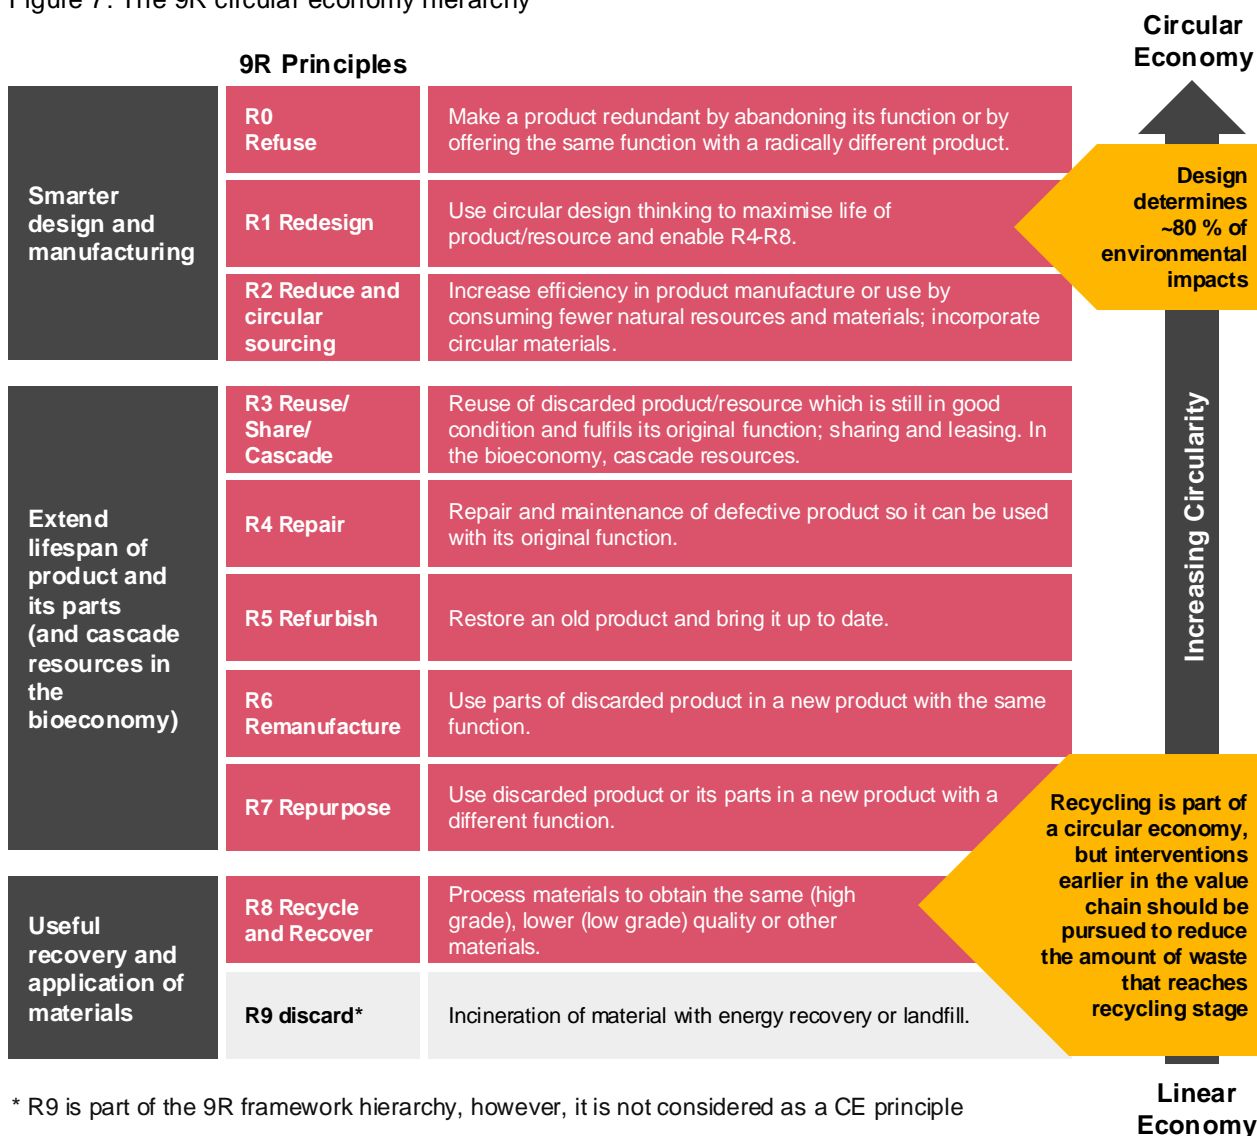 Figure 7: The 9R circular economy hierarchy
Circular
Economy
9R Principles
Smarter
design and
manufacturing
R0
Refuse
Make a product redundant by abandoning its function or by
offering the same function with a radically different product.
R1 Redesign
Use circular design thinking to maximise life of
product/resource and enable R4-R8.
R2 Reduce and
circular
sourcing
Increase efficiency in product manufacture or use by
consuming fewer natural resources and materials; incorporate
circular materials.
Design
determines
~80 % of
environmental
impacts
Extend
lifespan of
product and
its parts
(and cascade
resources in
the
bioeconomy)
R3 Reuse/
Share/
Cascade
Reuse of discarded product/resource which is still in good
condition and fulfils its original function; sharing and leasing. In
the bioeconomy, cascade resources.
R4 Repair
Repair and maintenance of defective product so it can be used
with its original function.
R5 Refurbish
Restore an old product and bring it up to date.
R6
Remanufacture
Use parts of discarded product in a new product with the same
function.
R7 Repurpose
Use discarded product or its parts in a new product with a
different function.
Increasing Circularity
Useful
recovery and
application of
materials
R8 Recycle
and Recover
Process materials to obtain the same (high
grade), lower (low grade) quality or other
materials.
R9 discard*
Incineration of material with energy recovery or landfill.
Recycling is part of
a circular economy,
but interventions
earlier in the value
chain should be
pursued to reduce
the amount of waste
that reaches
recycling stage
Linear
Economy
* R9 is part of the 9R framework hierarchy, however, it is not considered as a CE principle